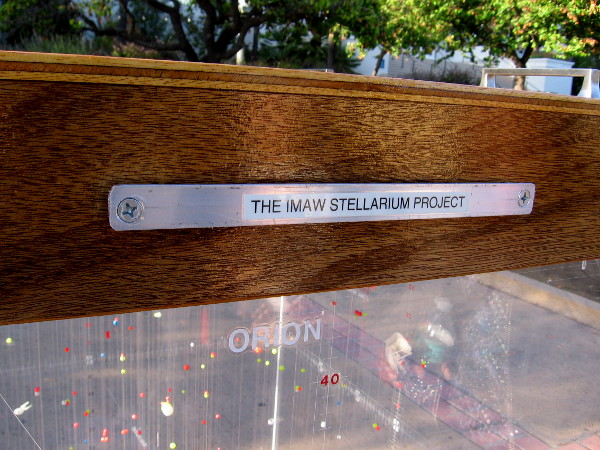 THE IMAW STELLARIUM PROJECT
ORION
40